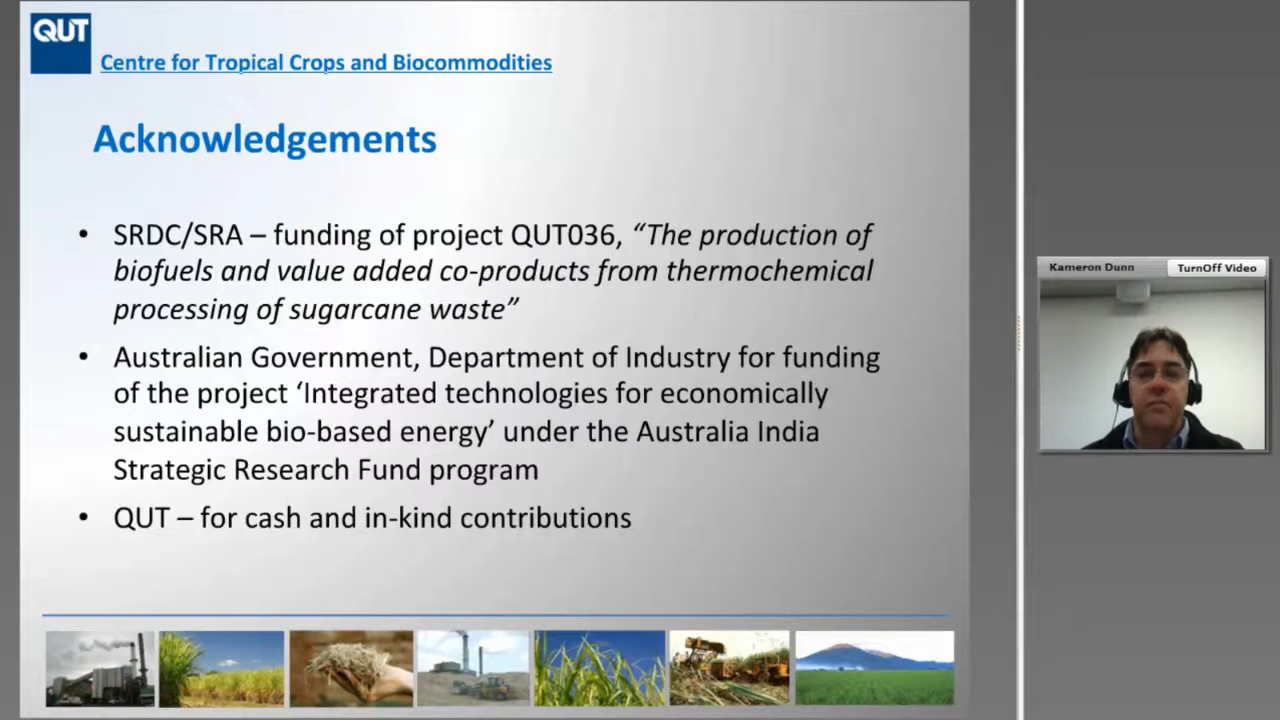 QUT
Centre for Tropical Crops and Biocommodities
Acknowledgements
• SRDC/SRA – funding of project QUT036, “The production of
biofuels and value added co-products from thermochemical
processing of sugarcane waste”
• Australian Government, Department of Industry for funding
of the project ‘Integrated technologies for economically
sustainable bio-based energy’ under the Australia India
Strategic Research Fund program
• QUT – for cash and in-kind contributions
Kameron Dunn
TurnOff Video